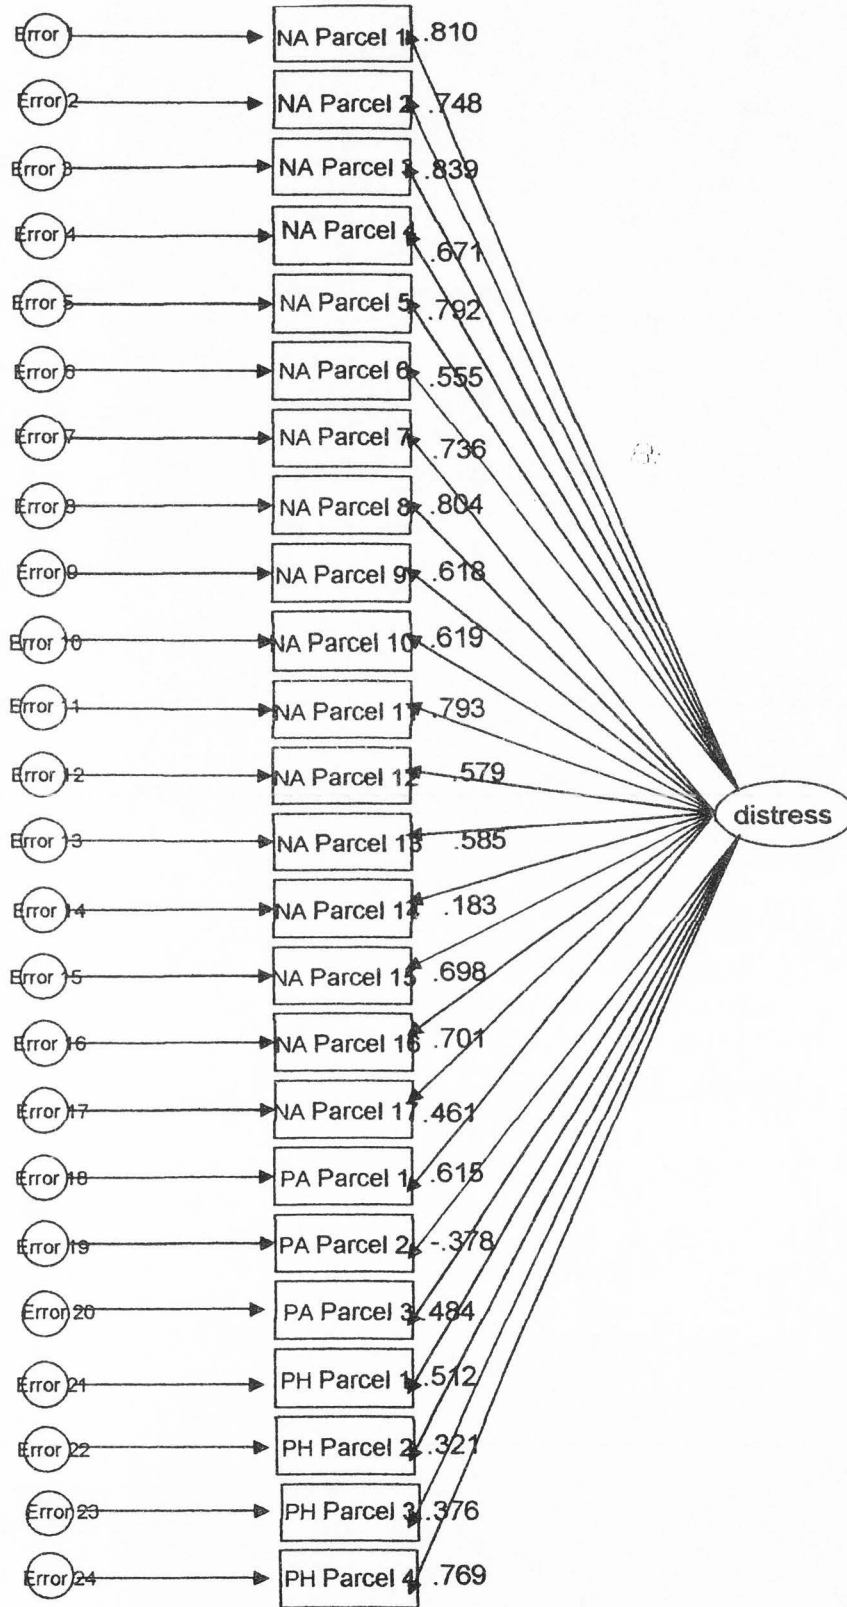 Error 1 NA Parcel 1 .810
Error 2 NA Parcel 2 .748
Error 3 NA Parcel 3 .839
Error 4 NA Parcel 4 .671
Error 5 NA Parcel 5 .792
Error 6 NA Parcel 6 .555
Error 7 NA Parcel 7 .736
Error 8 NA Parcel 8 .804
Error 9 NA Parcel 9 .618
Error 10 NA Parcel 10 .619
Error 11 NA Parcel 11 .793
Error 12 NA Parcel 12 .579
distress
Error 13 NA Parcel 13 .585
Error 14 NA Parcel 14 .183
Error 15 NA Parcel 15 .698
Error 16 NA Parcel 16 .701
Error 17 NA Parcel 17 .461
Error 18 PA Parcel 1 .615
Error 19 PA Parcel 2 -.378
Error 20 PA Parcel 3 .484
Error 21 PH Parcel 1 .512
Error 22 PH Parcel 2 .321
Error 23 PH Parcel 3 .376
Error 24 PH Parcel 4 .769